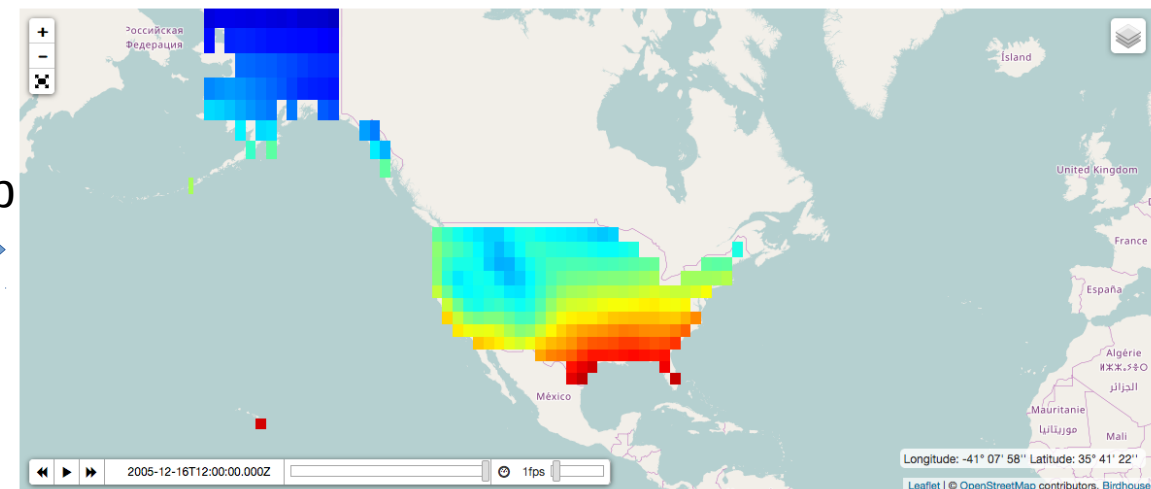 +
−
Российская
Федерация
Ísland
United Kingdom
France
España
Algérie
ⵍⵣⵣⴰⵢⴻⵔ
الجزائر
Mauritanie
موريتانيا
Mali
México
2005-12-16T12:00:00.000Z
1fps
Longitude: -41° 07' 58'' Latitude: 35° 41' 22''
Leaflet | © OpenStreetMap contributors, Birdhouse